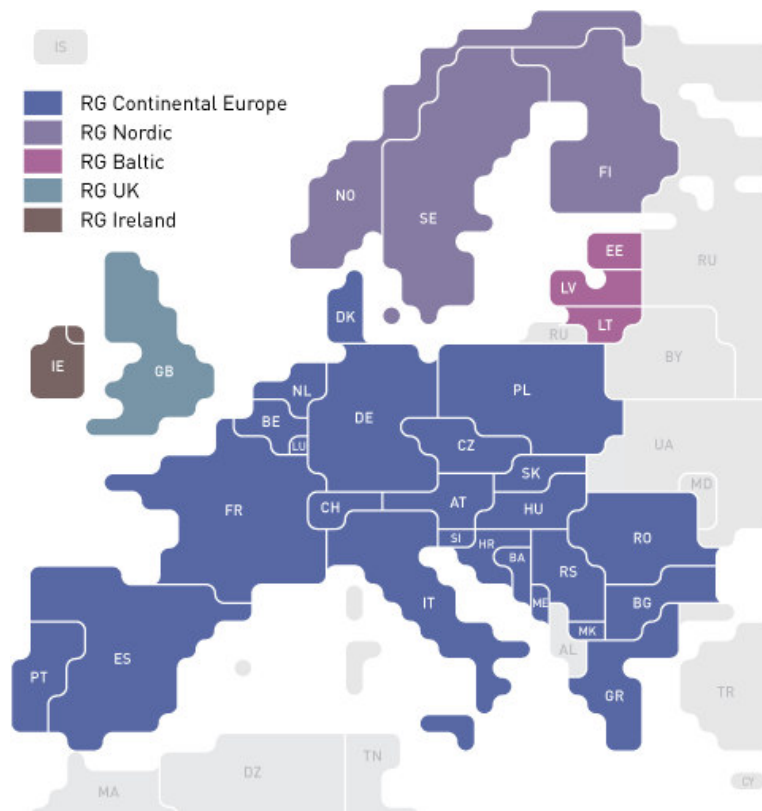 IS
RG Continental Europe
RG Nordic
RG Baltic
RG UK
RG Ireland
NO
SE
FI
EE
RU
LV
DK
LT
RU
BY
IE
GB
NL
PL
BE
DE
LU
CZ
UA
SK
MD
FR
CH
AT
HU
SI
HR
RO
BA
RS
IT
ME
BG
MK
AL
ES
PT
GR
TR
TN
DZ
MA
CY